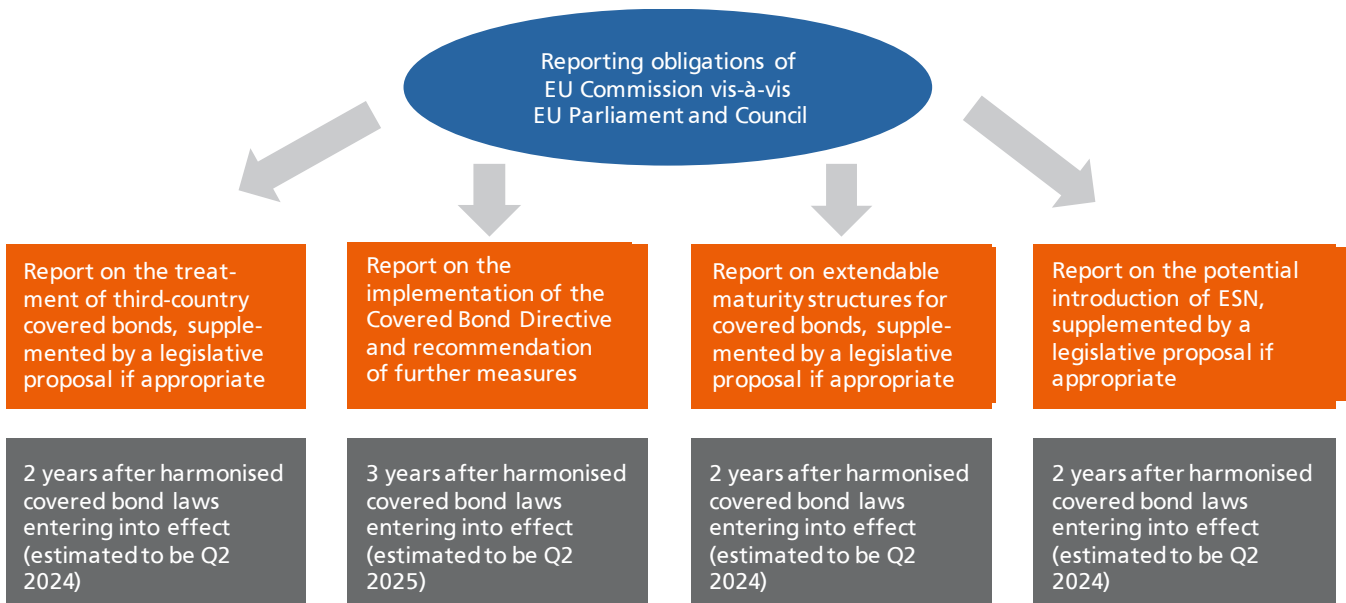 Reporting obligations of
EU Commission vis-à-vis
EU Parliament and Council
Report on the treat-
ment of third-country
covered bonds, supple-
mented by a legislative
proposal if appropriate
Report on the
implementation of the
Covered Bond Directive
and recommendation
of further measures
Report on extendable
maturity structures for
covered bonds, supple-
mented by a legislative
proposal if appropriate
Report on the potential
introduction of ESN,
supplemented by a
legislative proposal if
appropriate
2 years after harmonised
covered bond laws
entering into effect
(estimated to be Q2
2024)
3 years after harmonised
covered bond laws
entering into effect
(estimated to be Q2
2025)
2 years after harmonised
covered bond laws
entering into effect
(estimated to be Q2
2024)
2 years after harmonised
covered bond laws
entering into effect
(estimated to be Q2
2024)